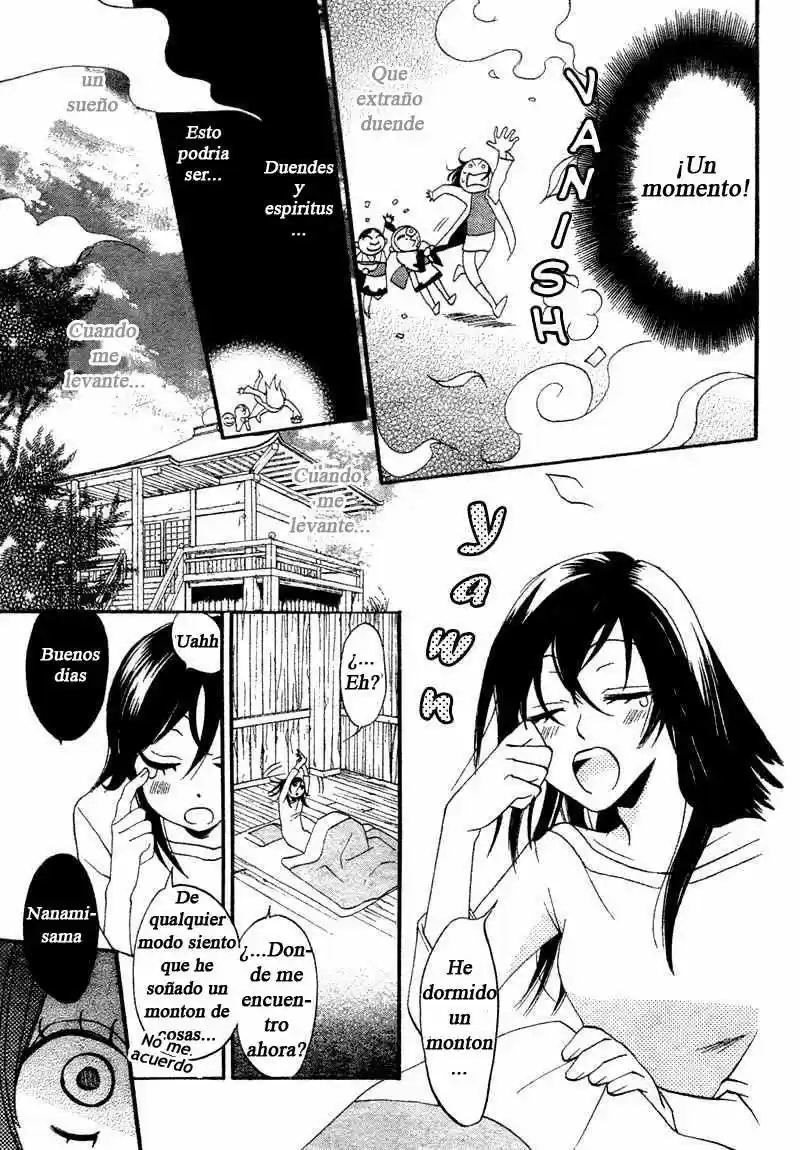 ¡Un
momento!
VANISH
Que
extraño
duende
Duendes
y
espiritus
...
Esto
podria
ser...
un
sueño
Cuando
me
levante...
Cuando
me
levante...
yawn
He
dormido
un
monton
...
¿...
Eh?
¿...Don-
de me
encuen-
tro
ahora?
Uahh
Buenos
dias
De
cualquier
modo siento
que he
soñado un
monton de
cosas...
No me
acuerdo
Nanami-
sama